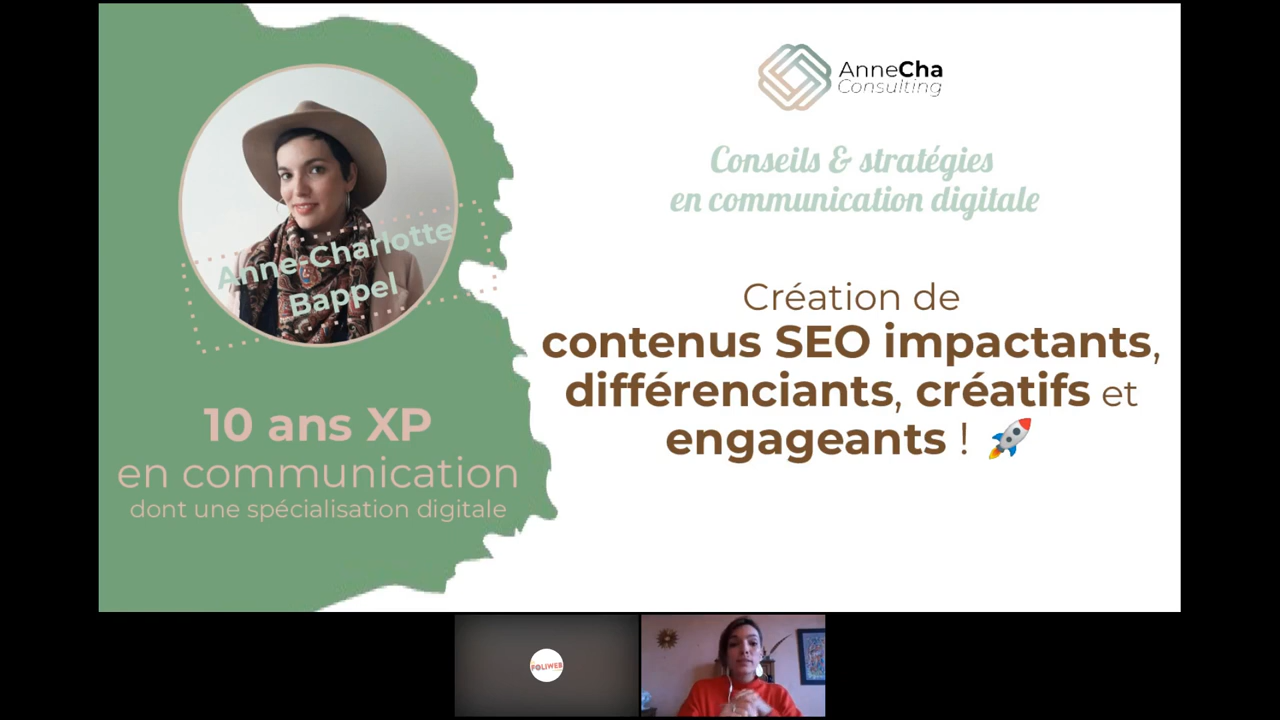 Anne-Charlotte
Bappel
10 ans XP
en communication
dont une spécialisation digitale
AnneCha
Consulting
Conseils & stratégies
en communication digitale
Création de
contenus SEO impactants,
différenciants, créatifs et
engageants ! 🚀
POLIWEB